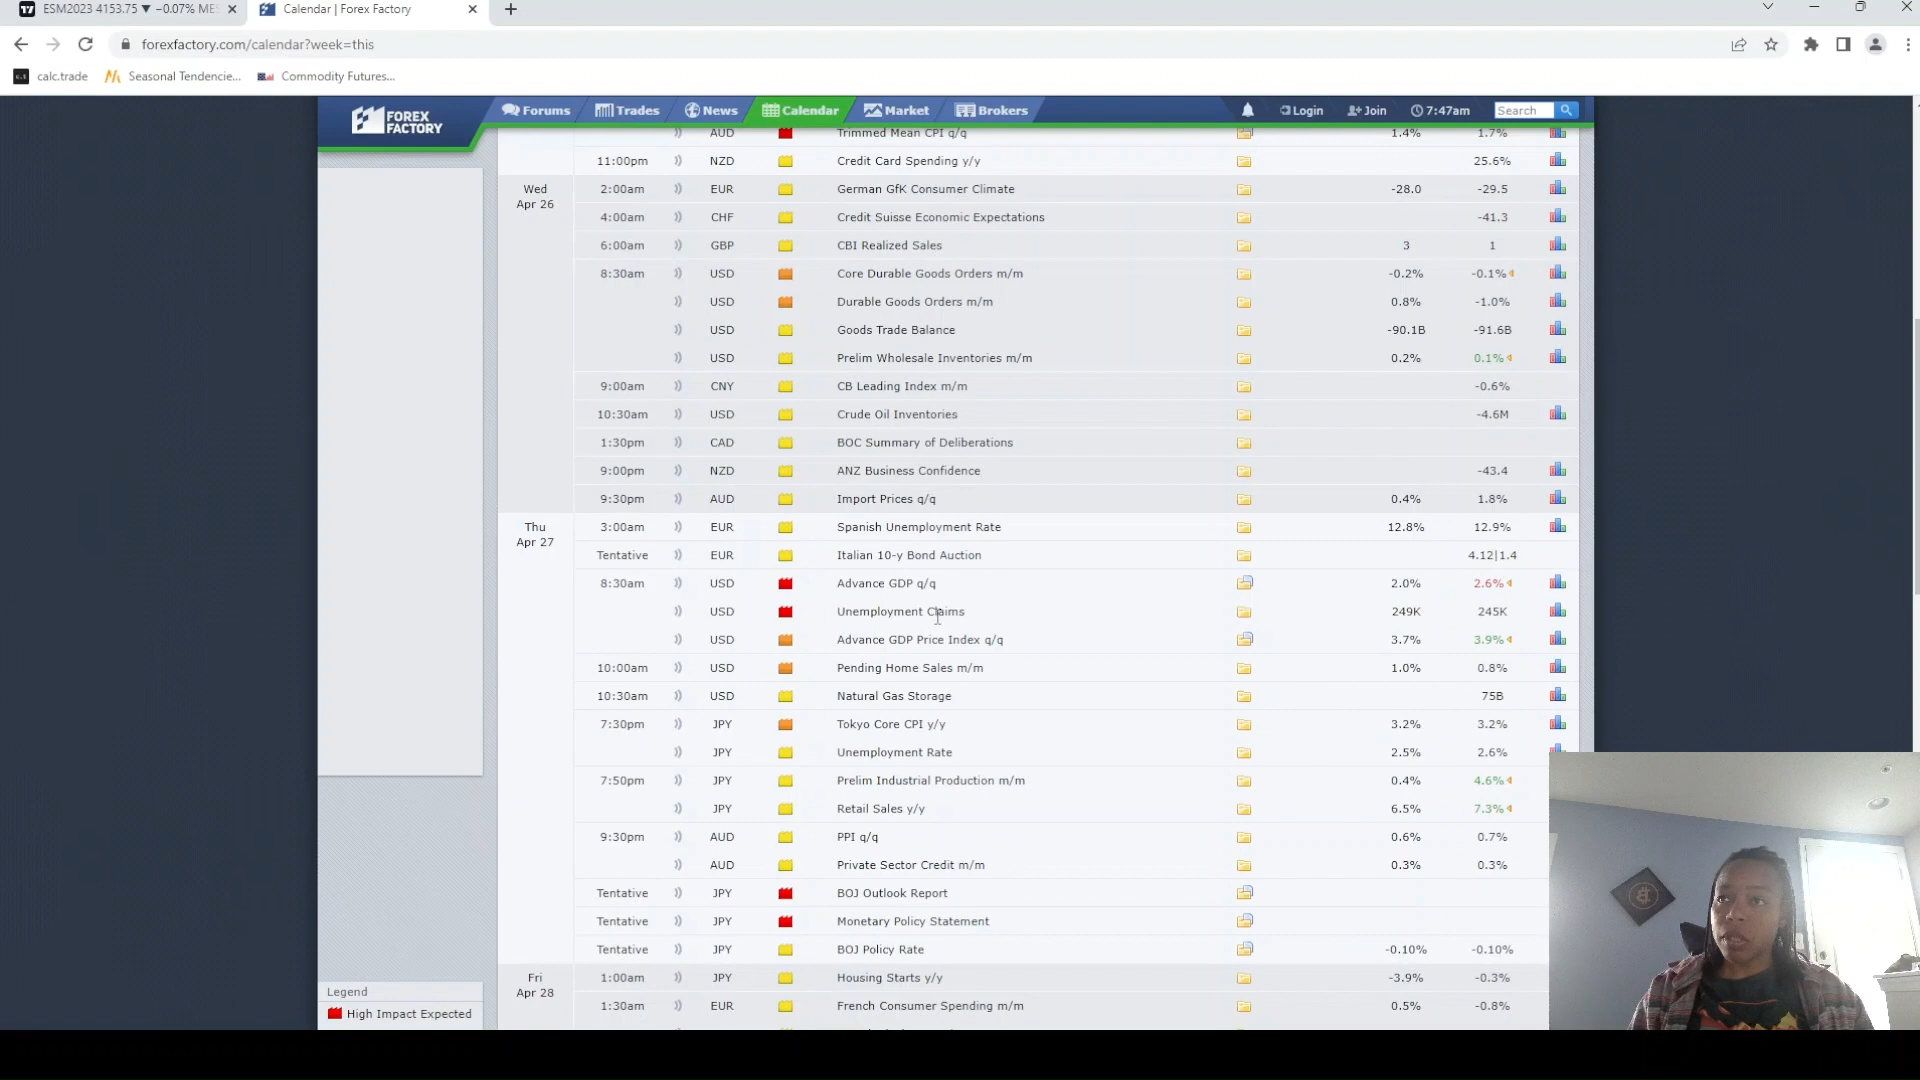 ESM2023 4153.75 ▼ −0.07% MES
Calendar | Forex Factory
forexfactory.com/calendar?week=this
calc.trade
Seasonal Tendencie...
Commodity Futures...
FOREX FACTORY
Forums Trades News Calendar Market Brokers Login Join 7:47am Search
AUD Trimmed Mean CPI q/q 1.4% 1.7%
11:00pm NZD Credit Card Spending y/y 25.6%
Wed Apr 26 2:00am EUR German GfK Consumer Climate -28.0 -29.5
4:00am CHF Credit Suisse Economic Expectations -41.3
6:00am GBP CBI Realized Sales 3 1
8:30am USD Core Durable Goods Orders m/m -0.2% -0.1%
USD Durable Goods Orders m/m 0.8% -1.0%
USD Goods Trade Balance -90.1B -91.6B
USD Prelim Wholesale Inventories m/m 0.2% 0.1%
9:00am CNY CB Leading Index m/m -0.6%
10:30am USD Crude Oil Inventories -4.6M
1:30pm CAD BOC Summary of Deliberations
9:00pm NZD ANZ Business Confidence -43.4
9:30pm AUD Import Prices q/q 0.4% 1.8%
Thu Apr 27 3:00am EUR Spanish Unemployment Rate 12.8% 12.9%
Tentative EUR Italian 10-y Bond Auction 4.12|1.4
8:30am USD Advance GDP q/q 2.0% 2.6%
USD Unemployment Claims 249K 245K
USD Advance GDP Price Index q/q 3.7% 3.9%
10:00am USD Pending Home Sales m/m 1.0% 0.8%
10:30am USD Natural Gas Storage 75B
7:30pm JPY Tokyo Core CPI y/y 3.2% 3.2%
JPY Unemployment Rate 2.5% 2.6%
7:50pm JPY Prelim Industrial Production m/m 0.4% 4.6%
JPY Retail Sales y/y 6.5% 7.3%
9:30pm AUD PPI q/q 0.6% 0.7%
AUD Private Sector Credit m/m 0.3% 0.3%
Tentative JPY BOJ Outlook Report
Tentative JPY Monetary Policy Statement
Tentative JPY BOJ Policy Rate -0.10% -0.10%
Fri Apr 28 1:00am JPY Housing Starts y/y -3.9% -0.3%
1:30am EUR French Consumer Spending m/m 0.5% -0.8%
Legend
High Impact Expected